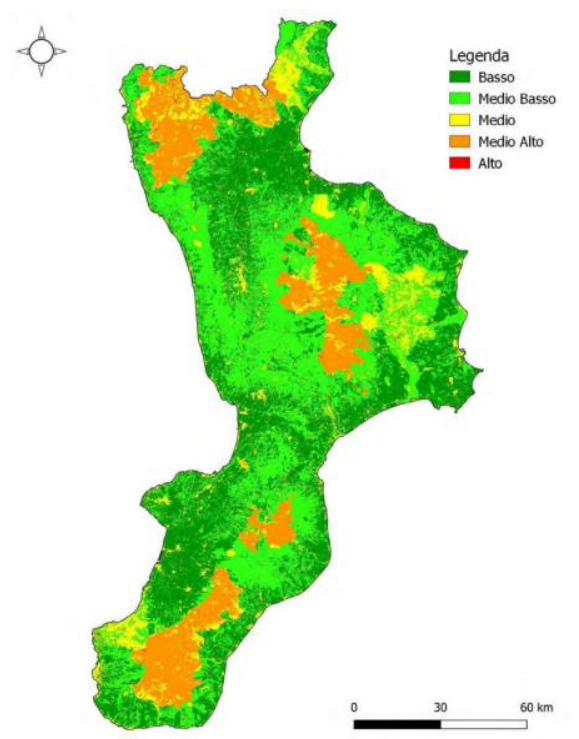 Legenda
Basso
Medio Basso
Medio
Medio Alto
Alto
0 30 60 km